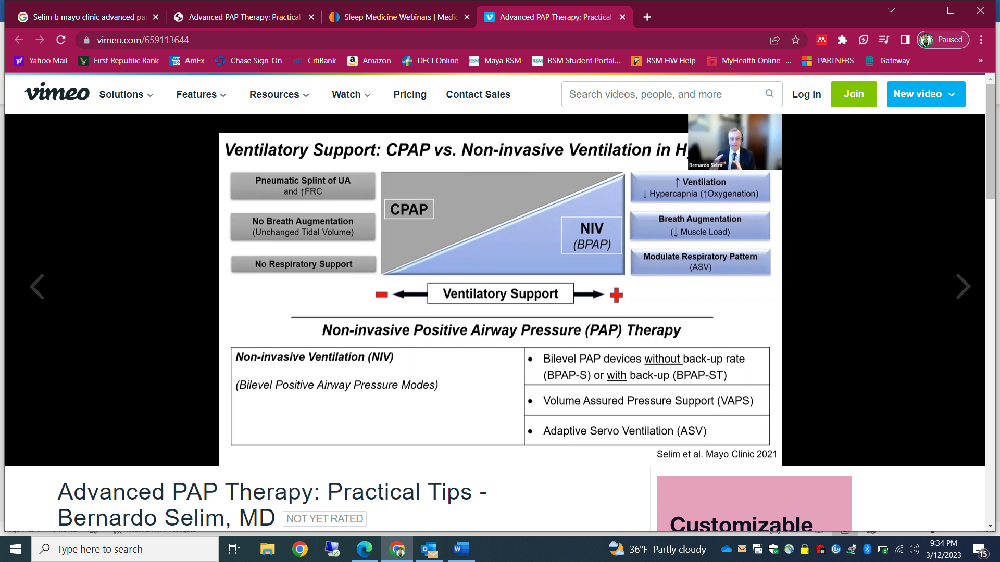 Selim b mayo clinic advanced pa
Advanced PAP Therapy: Practical
Sleep Medicine Webinars | Medic
Advanced PAP Therapy: Practical
vimeo.com/659113644
Paused
Yahoo Mail
First Republic Bank
AmEx
Chase Sign-On
CitiBank
Amazon
DFCI Online
RSM
Maya RSM
RSM
RSM Student Portal...
RSM HW Help
MyHealth Online -...
PARTNERS
Gateway
»
vimeo
Solutions
Features
Resources
Watch
Pricing
Contact Sales
Search videos, people, and more
Log in
Join
New video
Ventilatory Support: CPAP vs. Non-invasive Ventilation in H
Bernardo Selim
Pneumatic Splint of UA
and ↑FRC
No Breath Augmentation
(Unchanged Tidal Volume)
No Respiratory Support
CPAP
NIV
(BPAP)
↑ Ventilation
↓ Hypercapnia (↑Oxygenation)
Breath Augmentation
(↓ Muscle Load)
Modulate Respiratory Pattern
(ASV)
Ventilatory Support
Non-invasive Positive Airway Pressure (PAP) Therapy
Non-invasive Ventilation (NIV)
(Bilevel Positive Airway Pressure Modes)
• Bilevel PAP devices without back-up rate
(BPAP-S) or with back-up (BPAP-ST)
• Volume Assured Pressure Support (VAPS)
• Adaptive Servo Ventilation (ASV)
Selim et al. Mayo Clinic 2021
Advanced PAP Therapy: Practical Tips -
Bernardo Selim, MD
NOT YET RATED
Customizable
Type here to search
36°F Partly cloudy
9:34 PM
3/12/2023
15